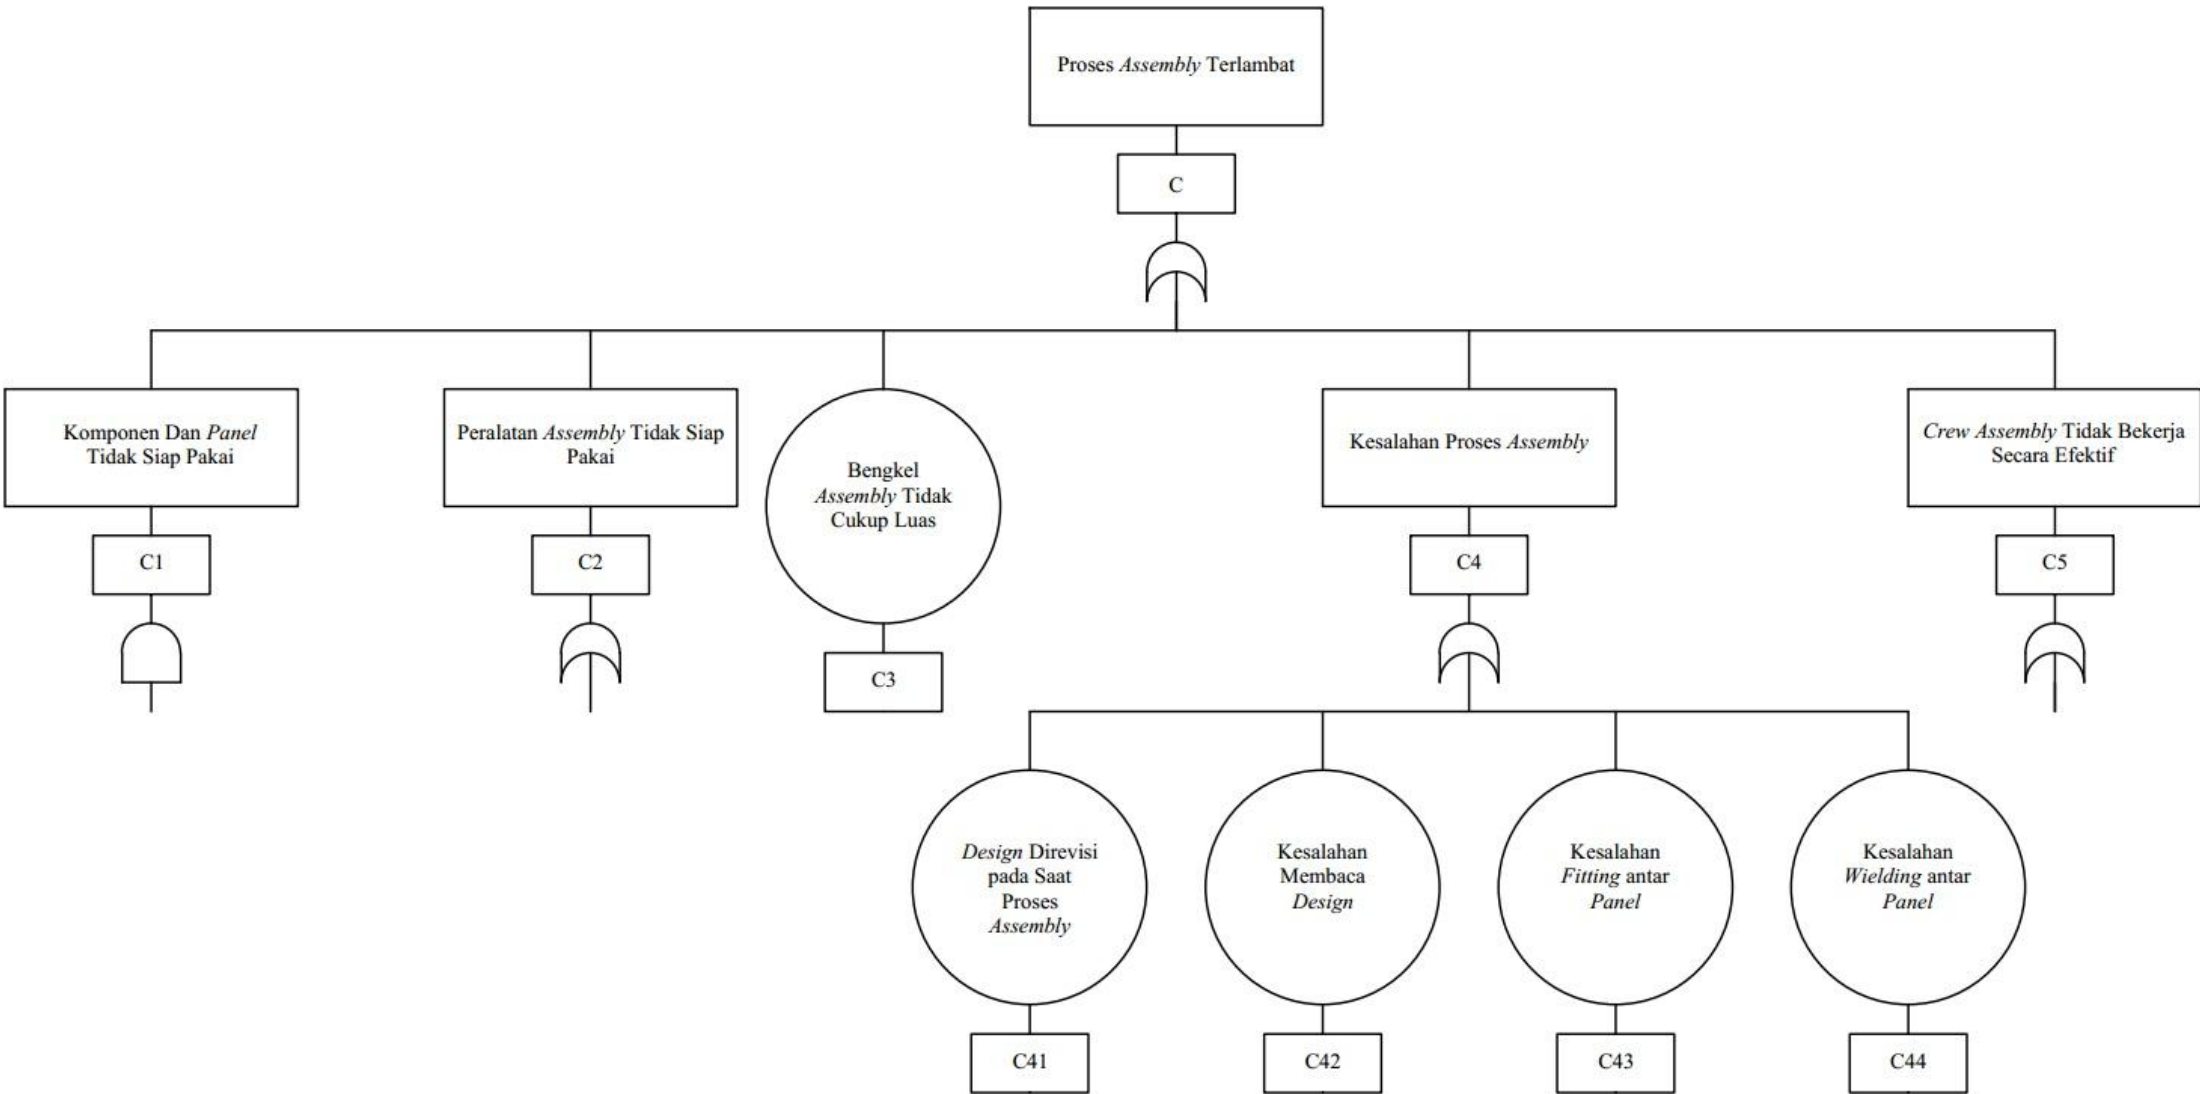 Proses Assembly Terlambat
C
Komponen Dan Panel
Tidak Siap Pakai
C1
Peralatan Assembly Tidak Siap
Pakai
C2
Bengkel
Assembly Tidak
Cukup Luas
C3
Kesalahan Proses Assembly
C4
Crew Assembly Tidak Bekerja
Secara Efektif
C5
Design Direvisi
pada Saat
Proses
Assembly
C41
Kesalahan
Membaca
Design
C42
Kesalahan
Fitting antar
Panel
C43
Kesalahan
Wielding antar
Panel
C44